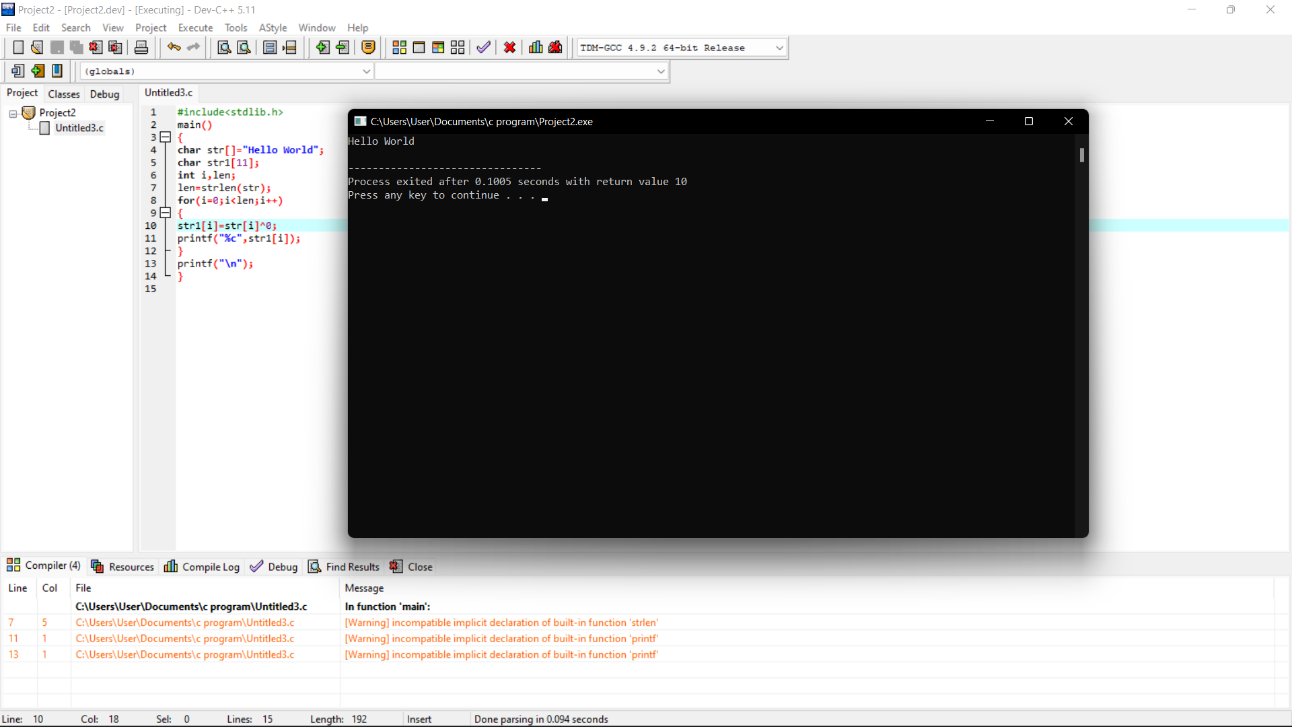 Project2 - [Project2.dev] - [Executing] - Dev-C++ 5.11
File Edit Search View Project Execute Tools AStyle Window Help
TDM-GCC 4.9.2 64-bit Release
(globals)
Project Classes Debug
Project2
Untitled3.c
Untitled3.c
1 #include<stdlib.h>
2 main()
3 {
4 char str[]="Hello World";
5 char str1[11];
6 int i,len;
7 len=strlen(str);
8 for(i=0;i<len;i++)
9 {
10 str1[i]=str[i]^0;
11 printf("%c",str1[i]);
12 }
13 printf("\n");
14 }
15
C:\Users\User\Documents\c program\Project2.exe
Hello World
--------------------------------
Process exited after 0.1005 seconds with return value 10
Press any key to continue . . .
Compiler (4) Resources Compile Log Debug Find Results Close
Line Col File Message
C:\Users\User\Documents\c program\Untitled3.c In function 'main':
7 5 C:\Users\User\Documents\c program\Untitled3.c [Warning] incompatible implicit declaration of built-in function 'strlen'
11 1 C:\Users\User\Documents\c program\Untitled3.c [Warning] incompatible implicit declaration of built-in function 'printf'
13 1 C:\Users\User\Documents\c program\Untitled3.c [Warning] incompatible implicit declaration of built-in function 'printf'
Line: 10 Col: 18 Sel: 0 Lines: 15 Length: 192 Insert Done parsing in 0.094 seconds